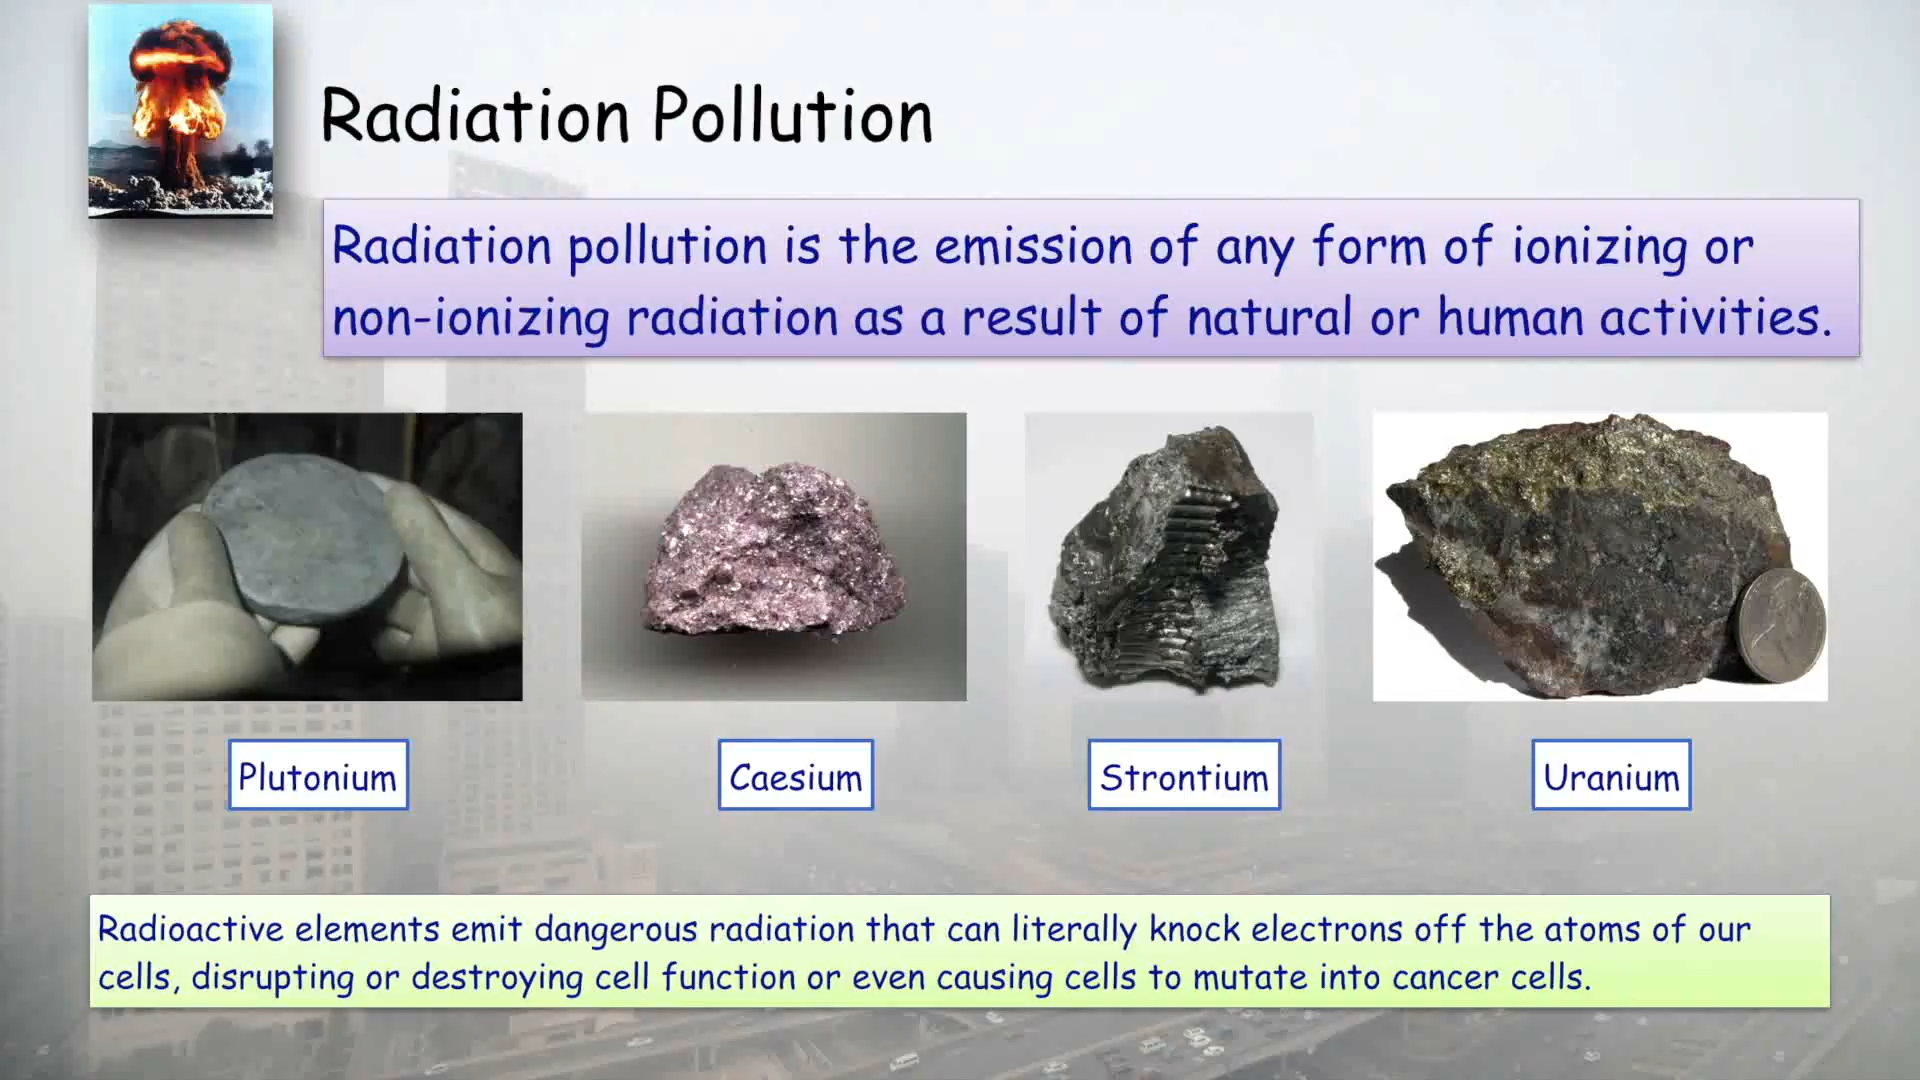 Radiation Pollution
Radiation pollution is the emission of any form of ionizing or
non-ionizing radiation as a result of natural or human activities.
Plutonium
Caesium
Strontium
Uranium
Radioactive elements emit dangerous radiation that can literally knock electrons off the atoms of our
cells, disrupting or destroying cell function or even causing cells to mutate into cancer cells.